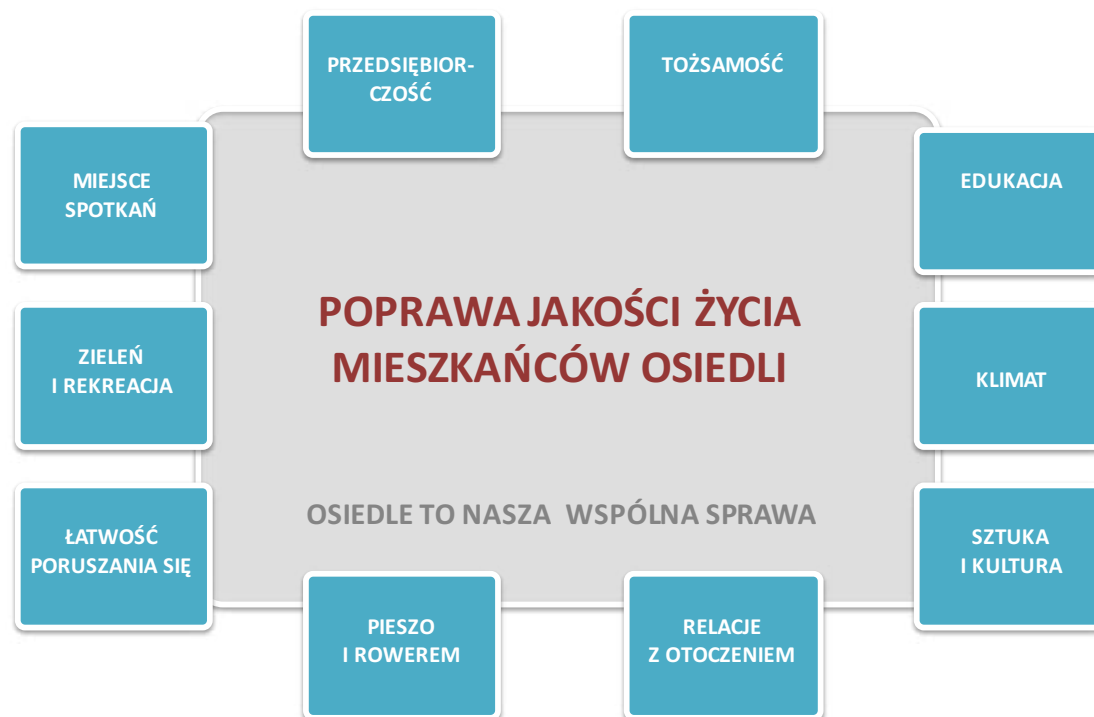 PRZEDSIĘBIOR-
CZOŚĆ
TOŻSAMOŚĆ
MIEJSCE
SPOTKAŃ
EDUKACJA
POPRAWA JAKOŚCI ŻYCIA
MIESZKAŃCÓW OSIEDLI
ZIELEŃ
I REKREACJA
KLIMAT
OSIEDLE TO NASZA WSPÓLNA SPRAWA
ŁATWOŚĆ
PORUSZANIA SIĘ
SZTUKA
I KULTURA
PIESZO
I ROWEREM
RELACJE
Z OTOCZENIEM